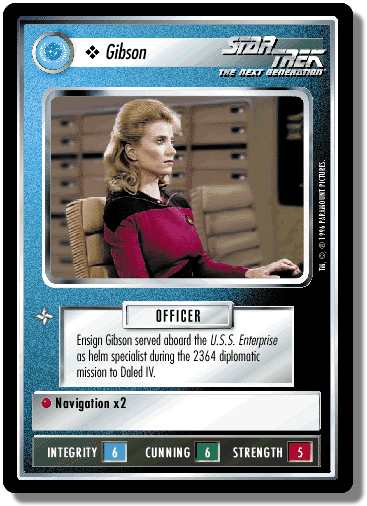 ❖ Gibson
STAR TREK
THE NEXT GENERATION®
TM, © ® 1996 PARAMOUNT PICTURES.
OFFICER
Ensign Gibson served aboard the U.S.S. Enterprise
as helm specialist during the 2364 diplomatic
mission to Daled IV.
Navigation x2
INTEGRITY 6 CUNNING 6 STRENGTH 5